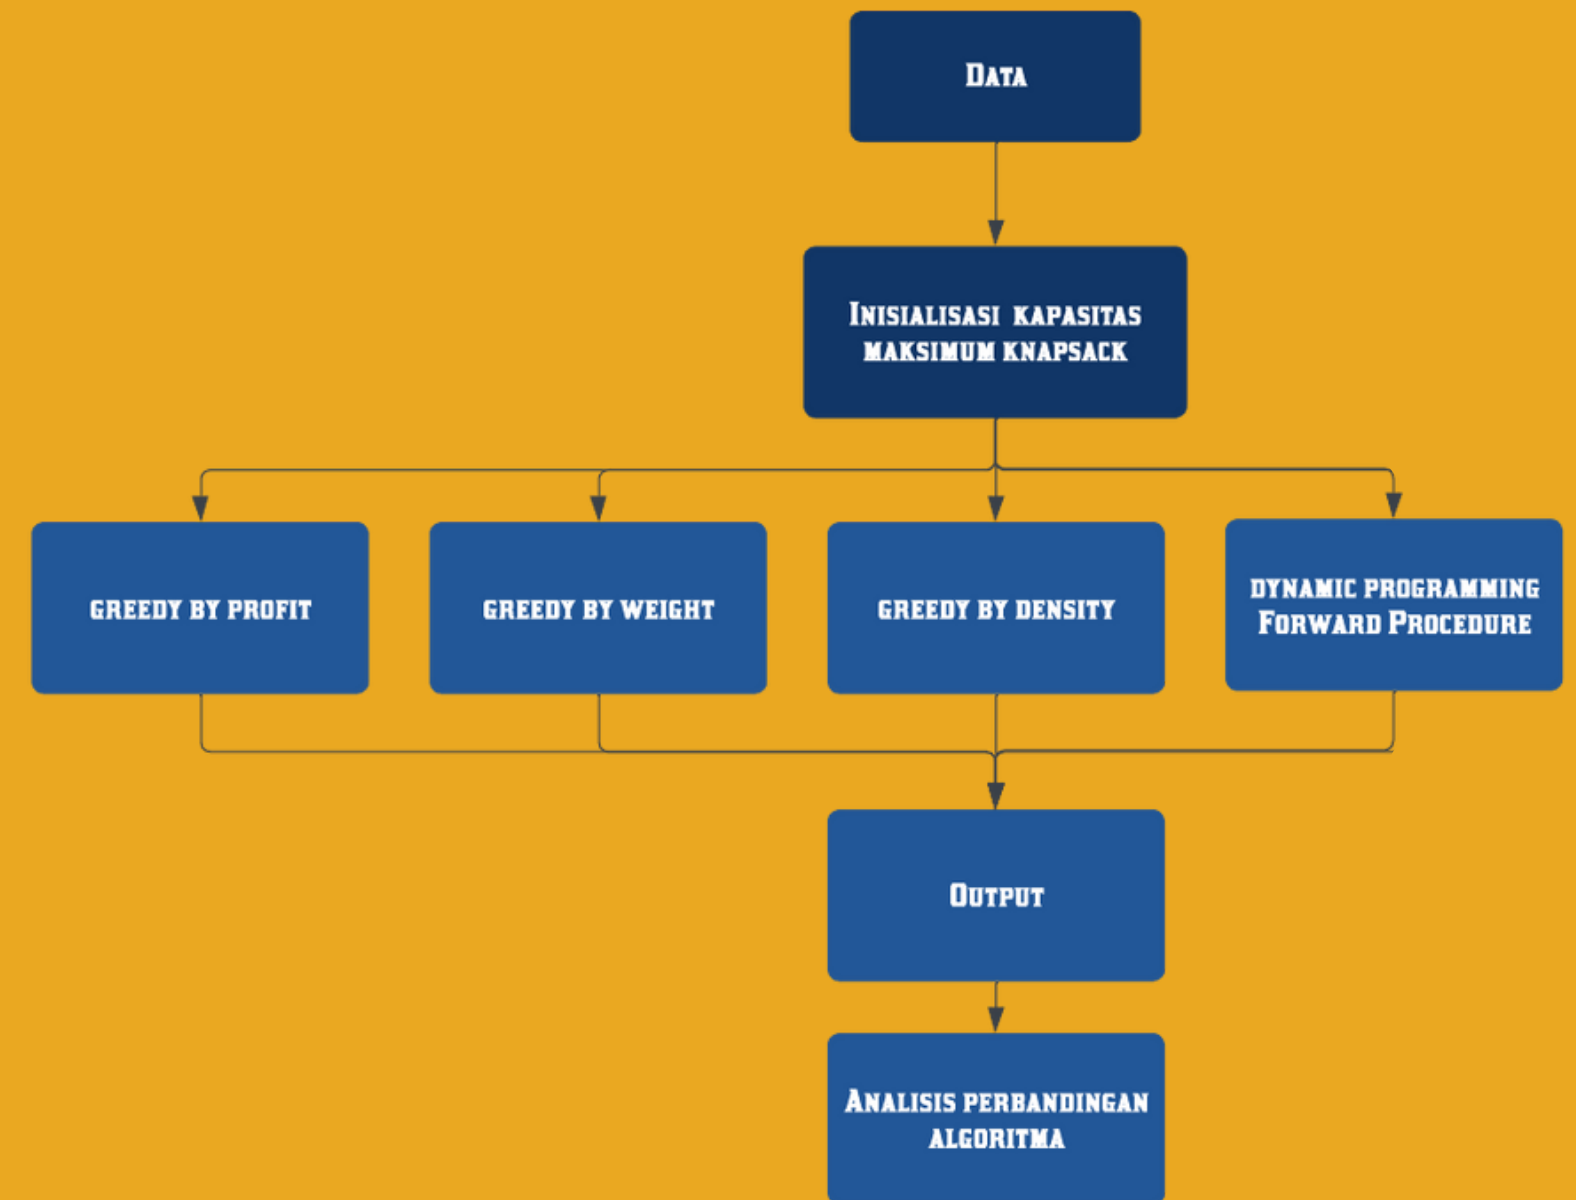 Data
Inisialisasi kapasitas
maksimum knapsack
greedy by profit
greedy by weight
greedy by density
dynamic programming
Forward Procedure
Output
Analisis perbandingan
algoritma